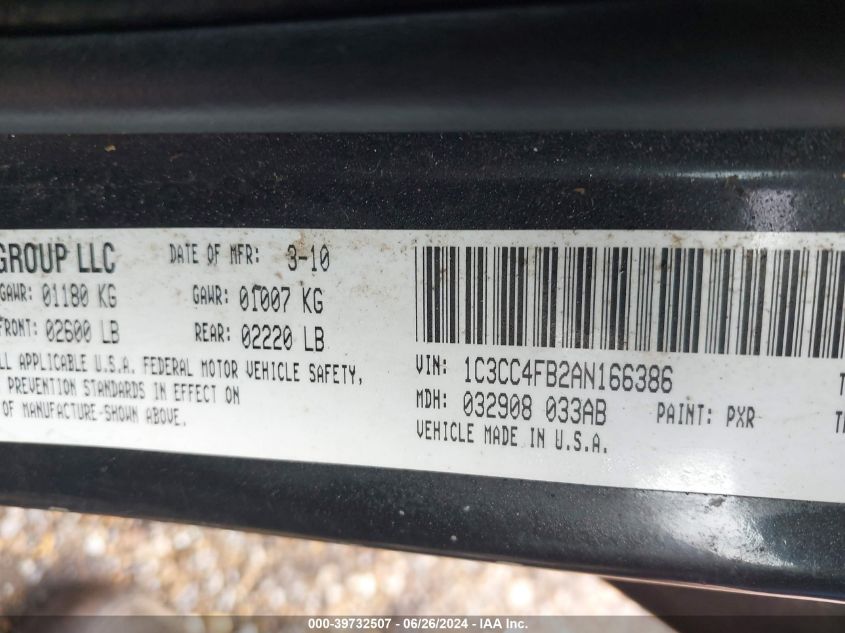 GROUP LLC
DATE OF MFR: 3-10
GAWR: 01180 KG
GAWR: 01007 KG
FRONT: 02600 LB
REAR: 02220 LB
ALL APPLICABLE U.S.A. FEDERAL MOTOR VEHICLE SAFETY,
PREVENTION STANDARDS IN EFFECT ON
OF MANUFACTURE-SHOWN ABOVE.
VIN: 1C3CC4FB2AN166386
MDH: 032908 033AB PAINT: PXR
VEHICLE MADE IN U.S.A.
000-39732507 / 06/26/2024 / IAA Inc.